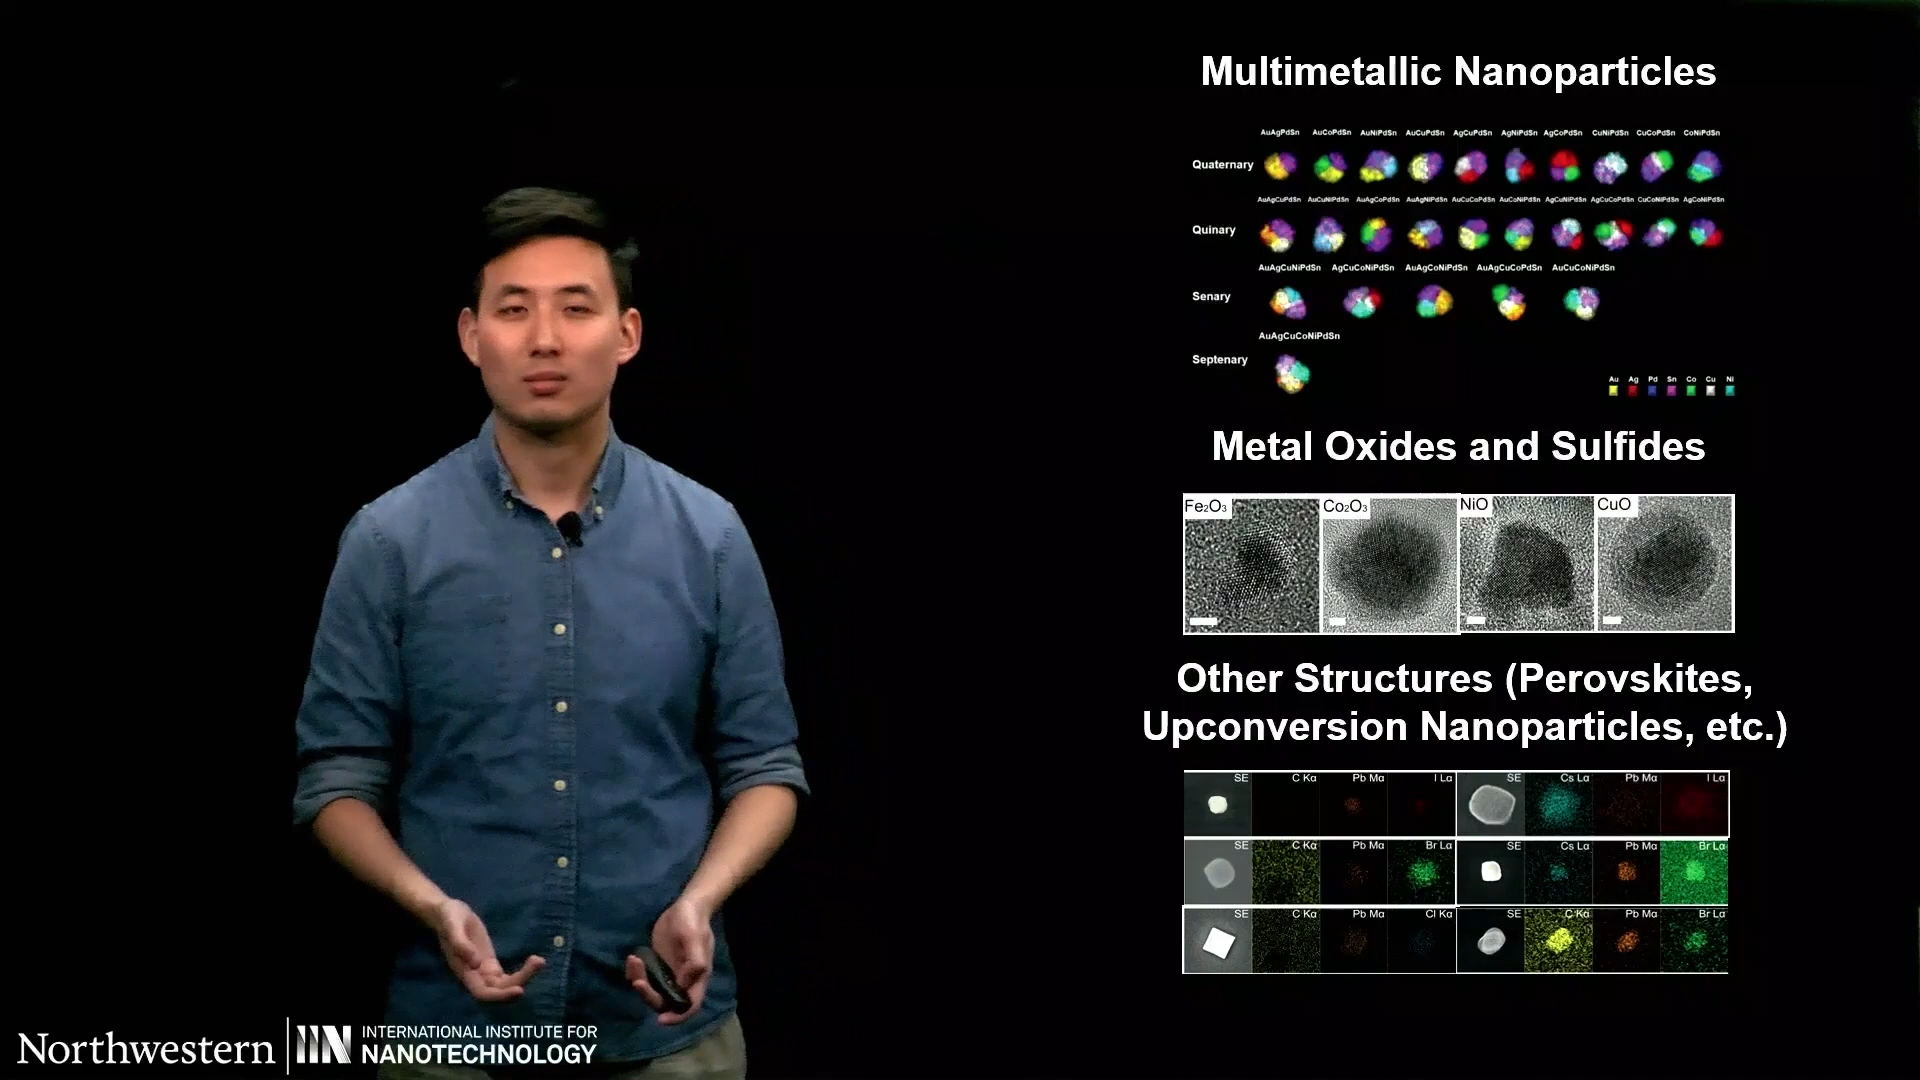 Multimetallic Nanoparticles
AuAgPdSn AuCoPdSn AuNiPdSn AuCuPdSn AgCuPdSn AgNiPdSn AgCoPdSn CuNiPdSn CuCoPdSn CoNiPdSn
Quaternary
AuAgCuPdSn AuCuNiPdSn AuAgCoPdSn AuAgNiPdSn AuCuCoPdSn AuCoNiPdSn AgCuNiPdSn AgCuCoPdSn CuCoNiPdSn AgCoNiPdSn
Quinary
AuAgCuNiPdSn AgCuCoNiPdSn AuAgCoNiPdSn AuAgCuCoPdSn AuCuCoNiPdSn
Senary
AuAgCuCoNiPdSn
Septenary
Au Ag Pd Sn Co Cu Ni
Metal Oxides and Sulfides
Fe₂O₃ Co₂O₃ NiO CuO
Other Structures (Perovskites,
Upconversion Nanoparticles, etc.)
SE C Kα Pb Mα I Lα SE Cs Lα Pb Mα I Lα
SE C Kα Pb Mα Br Lα SE Cs Lα Pb Mα Br Lα
SE C Kα Pb Mα Cl Kα SE C Kα Pb Mα Br Lα
Northwestern
IIN
INTERNATIONAL INSTITUTE FOR
NANOTECHNOLOGY